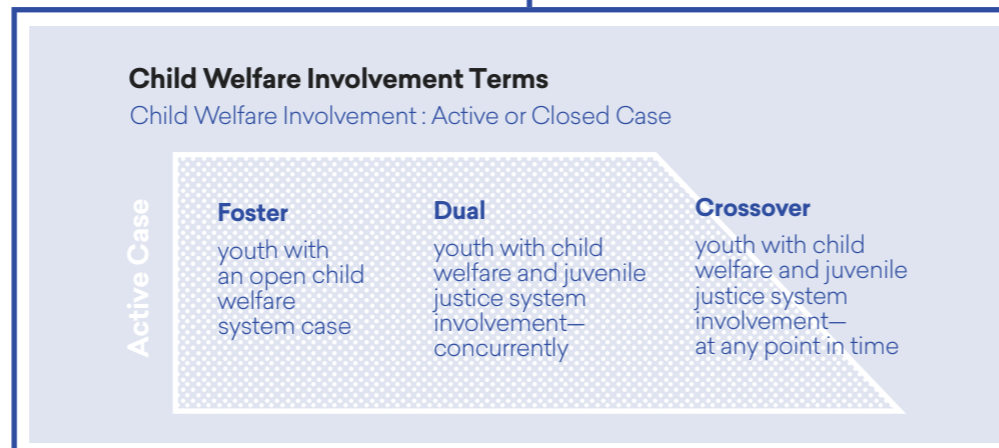 Child Welfare Involvement Terms
Child Welfare Involvement : Active or Closed Case
Active Case
Foster
youth with
an open child
welfare
system case
Dual
youth with child
welfare and juvenile
justice system
involvement—
concurrently
Crossover
youth with child
welfare and juvenile
justice system
involvement—
at any point in time